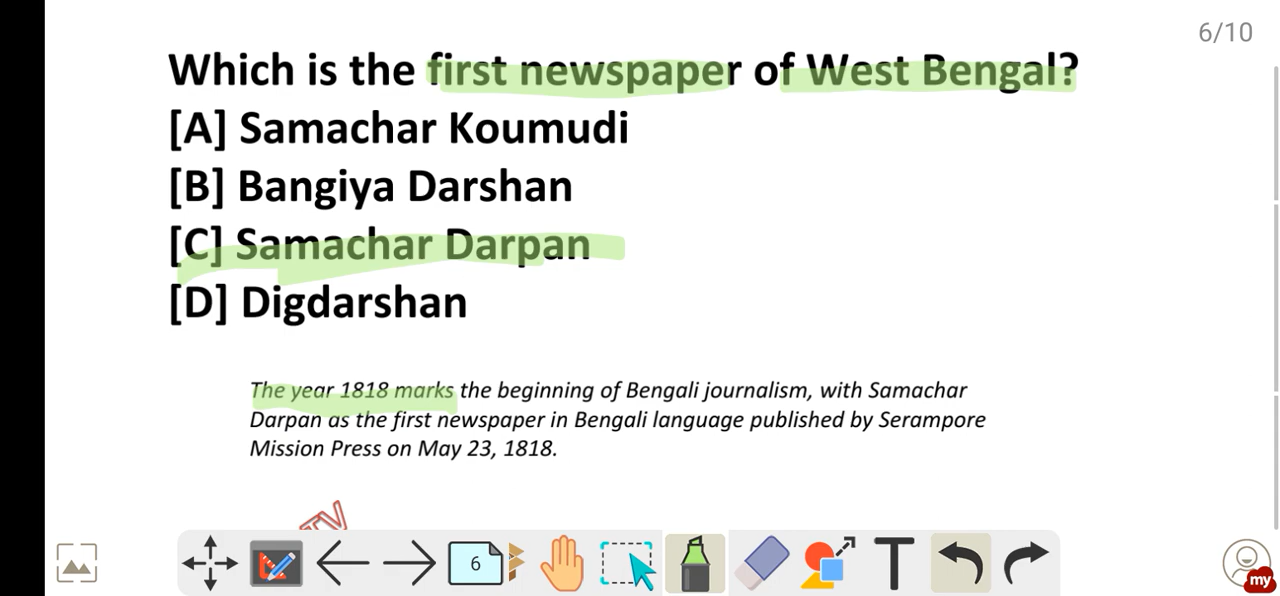 6/10
Which is the first newspaper of West Bengal?
[A] Samachar Koumudi
[B] Bangiya Darshan
[C] Samachar Darpan
[D] Digdarshan
The year 1818 marks the beginning of Bengali journalism, with Samachar
Darpan as the first newspaper in Bengali language published by Serampore
Mission Press on May 23, 1818.
TV
6
T
my